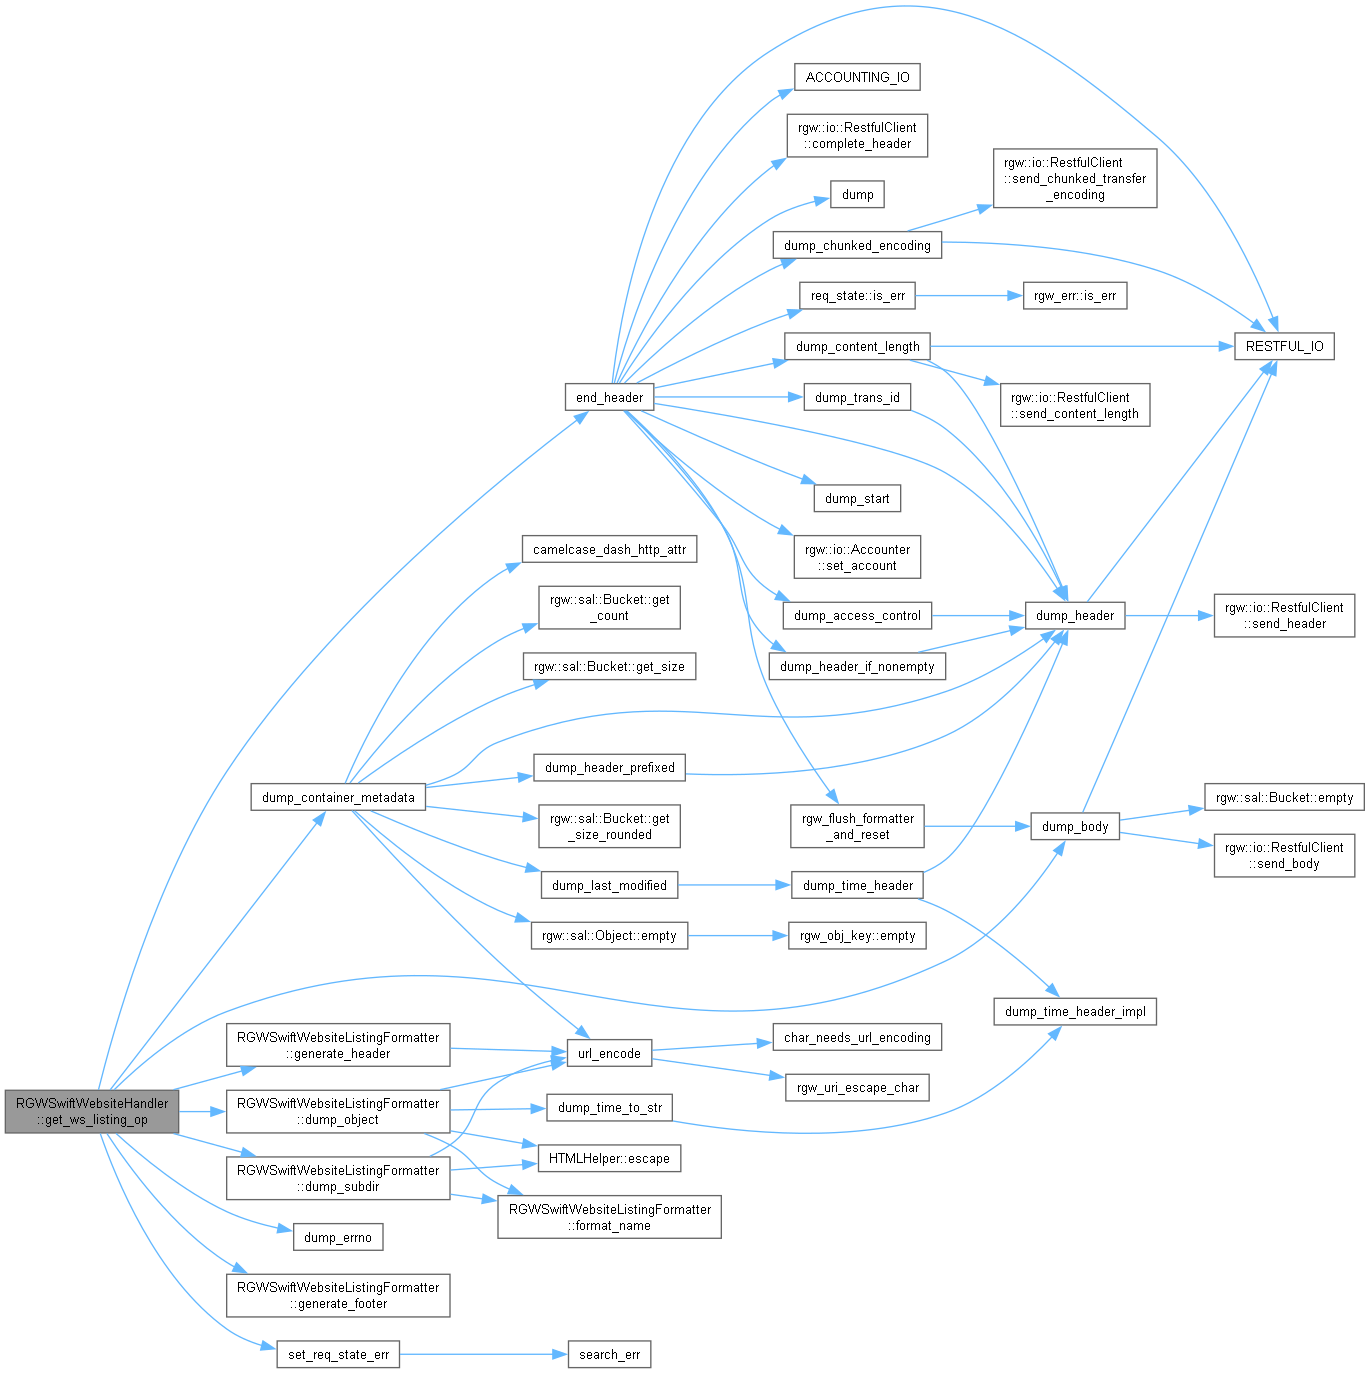 ACCOUNTING_IO
rgw::io::RestfulClient
::complete_header
rgw::io::RestfulClient
::send_chunked_transfer
_encoding
dump
dump_chunked_encoding
req_state::is_err
rgw_err::is_err
dump_content_length
RESTFUL_IO
end_header
dump_trans_id
rgw::io::RestfulClient
::send_content_length
dump_start
camelcase_dash_http_attr
rgw::io::Accounter
::set_account
rgw::sal::Bucket::get
_count
dump_access_control
dump_header
rgw::io::RestfulClient
::send_header
rgw::sal::Bucket::get_size
dump_header_if_nonempty
dump_header_prefixed
dump_container_metadata
rgw::sal::Bucket::empty
rgw::sal::Bucket::get
_size_rounded
rgw_flush_formatter
_and_reset
dump_body
rgw::io::RestfulClient
::send_body
dump_last_modified
dump_time_header
rgw::sal::Object::empty
rgw_obj_key::empty
dump_time_header_impl
RGWSwiftWebsiteListingFormatter
::generate_header
url_encode
char_needs_url_encoding
rgw_uri_escape_char
RGWSwiftWebsiteHandler
::get_ws_listing_op
RGWSwiftWebsiteListingFormatter
::dump_object
dump_time_to_str
HTMLHelper::escape
RGWSwiftWebsiteListingFormatter
::dump_subdir
RGWSwiftWebsiteListingFormatter
::format_name
dump_errno
RGWSwiftWebsiteListingFormatter
::generate_footer
set_req_state_err
search_err